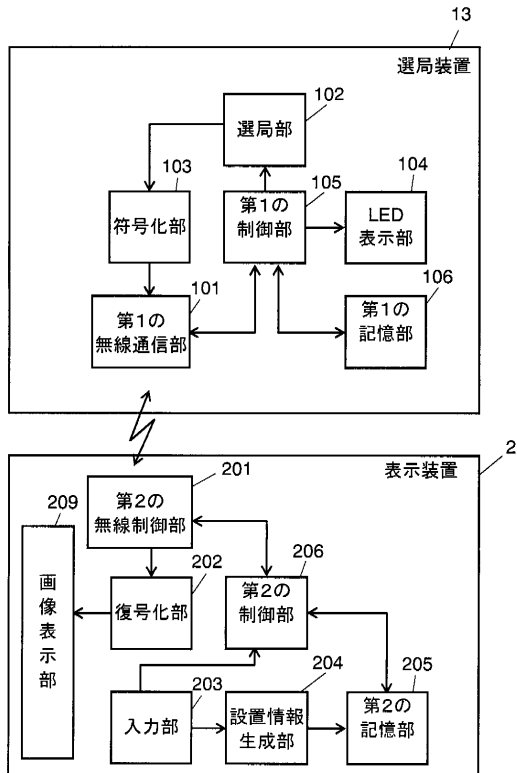 13
選局装置
102
選局部
103
符号化部
105
第1の
制御部
104
LED
表示部
101
第1の
無線通信部
106
第1の
記憶部
2
表示装置
201
第2の
無線制御部
209
画像表示部
202
復号化部
206
第2の
制御部
203
入力部
204
設置情報
生成部
205
第2の
記憶部